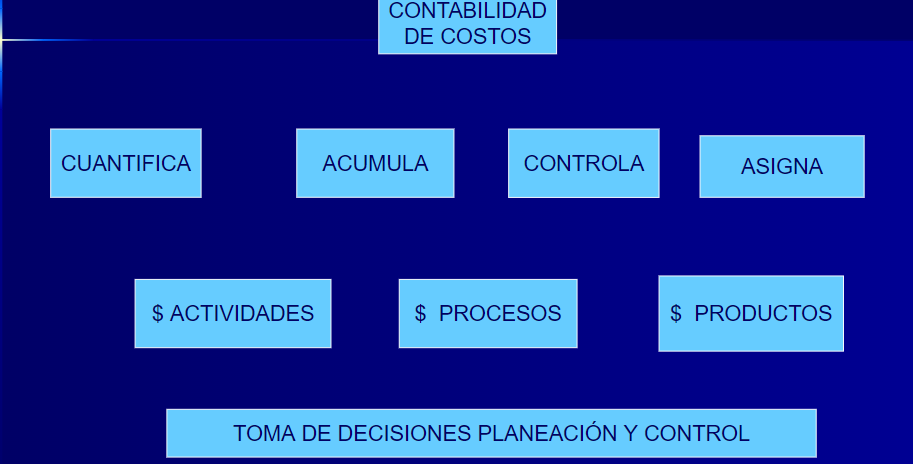 CONTABILIDAD
DE COSTOS
CUANTIFICA
ACUMULA
CONTROLA
ASIGNA
$ ACTIVIDADES
$ PROCESOS
$ PRODUCTOS
TOMA DE DECISIONES PLANEACIÓN Y CONTROL